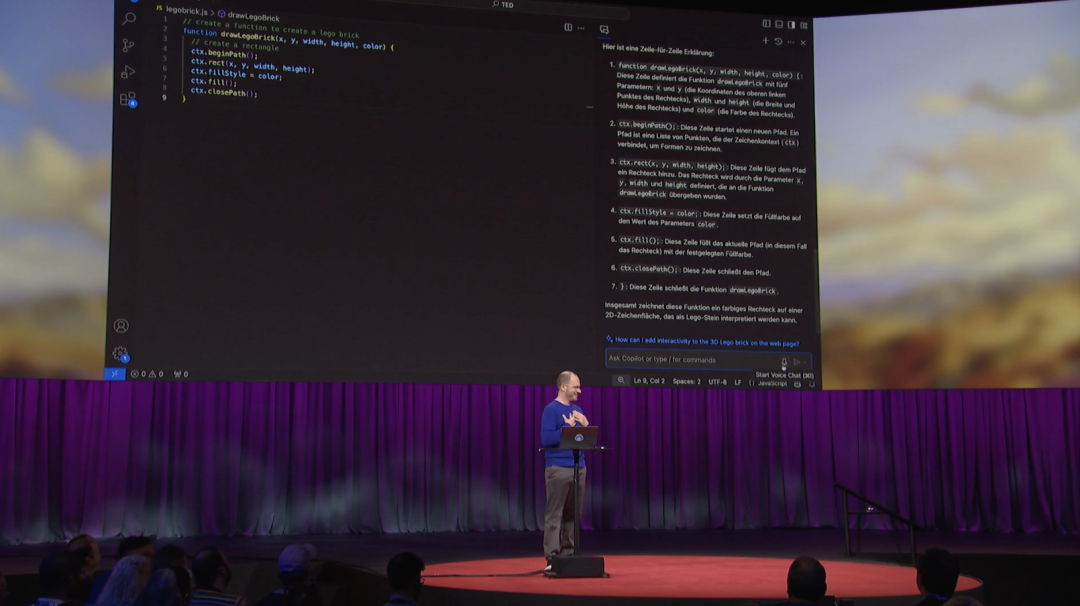 TED
legobrick.js > drawLegoBrick
1 // create a function to create a lego brick
2 function drawLegoBrick(x, y, width, height, color) {
3 // create a rectangle
4 ctx.beginPath();
5 ctx.rect(x, y, width, height);
6 ctx.fillStyle = color;
7 ctx.fill();
8 ctx.closePath();
9 }
Hier ist eine Zeile-für-Zeile Erklärung:
1. function drawLegoBrick(x, y, width, height, color) {:
Diese Zeile definiert die Funktion drawLegoBrick mit fünf
Parametern: x und y (die Koordinaten des oberen linken
Punktes des Rechtecks), width und height (die Breite und
Höhe des Rechtecks) und color (die Farbe des Rechtecks).
2. ctx.beginPath();: Diese Zeile startet einen neuen Pfad. Ein
Pfad ist eine Liste von Punkten, die der Zeichenkontext (ctx)
verbindet, um Formen zu zeichnen.
3. ctx.rect(x, y, width, height);: Diese Zeile fügt dem Pfad
ein Rechteck hinzu. Das Rechteck wird durch die Parameter x,
y, width und height definiert, die an die Funktion
drawLegoBrick übergeben wurden.
4. ctx.fillStyle = color;: Diese Zeile setzt die Füllfarbe auf
den Wert des Parameters color.
5. ctx.fill();: Diese Zeile füllt das aktuelle Pfad (in diesem Fall
das Rechteck) mit der festgelegten Füllfarbe.
6. ctx.closePath();: Diese Zeile schließt den Pfad.
7. }: Diese Zeile schließt die Funktion drawLegoBrick.
Insgesamt zeichnet diese Funktion ein farbiges Rechteck auf einer
2D-Zeichenfläche, das als Lego-Stein interpretiert werden kann.
How can I add interactivity to the 3D Lego brick on the web page?
Ask Copilot or type / for commands
Start Voice Chat (⌘I)
0 0 0 Ln 9, Col 2 Spaces: 2 UTF-8 LF JavaScript